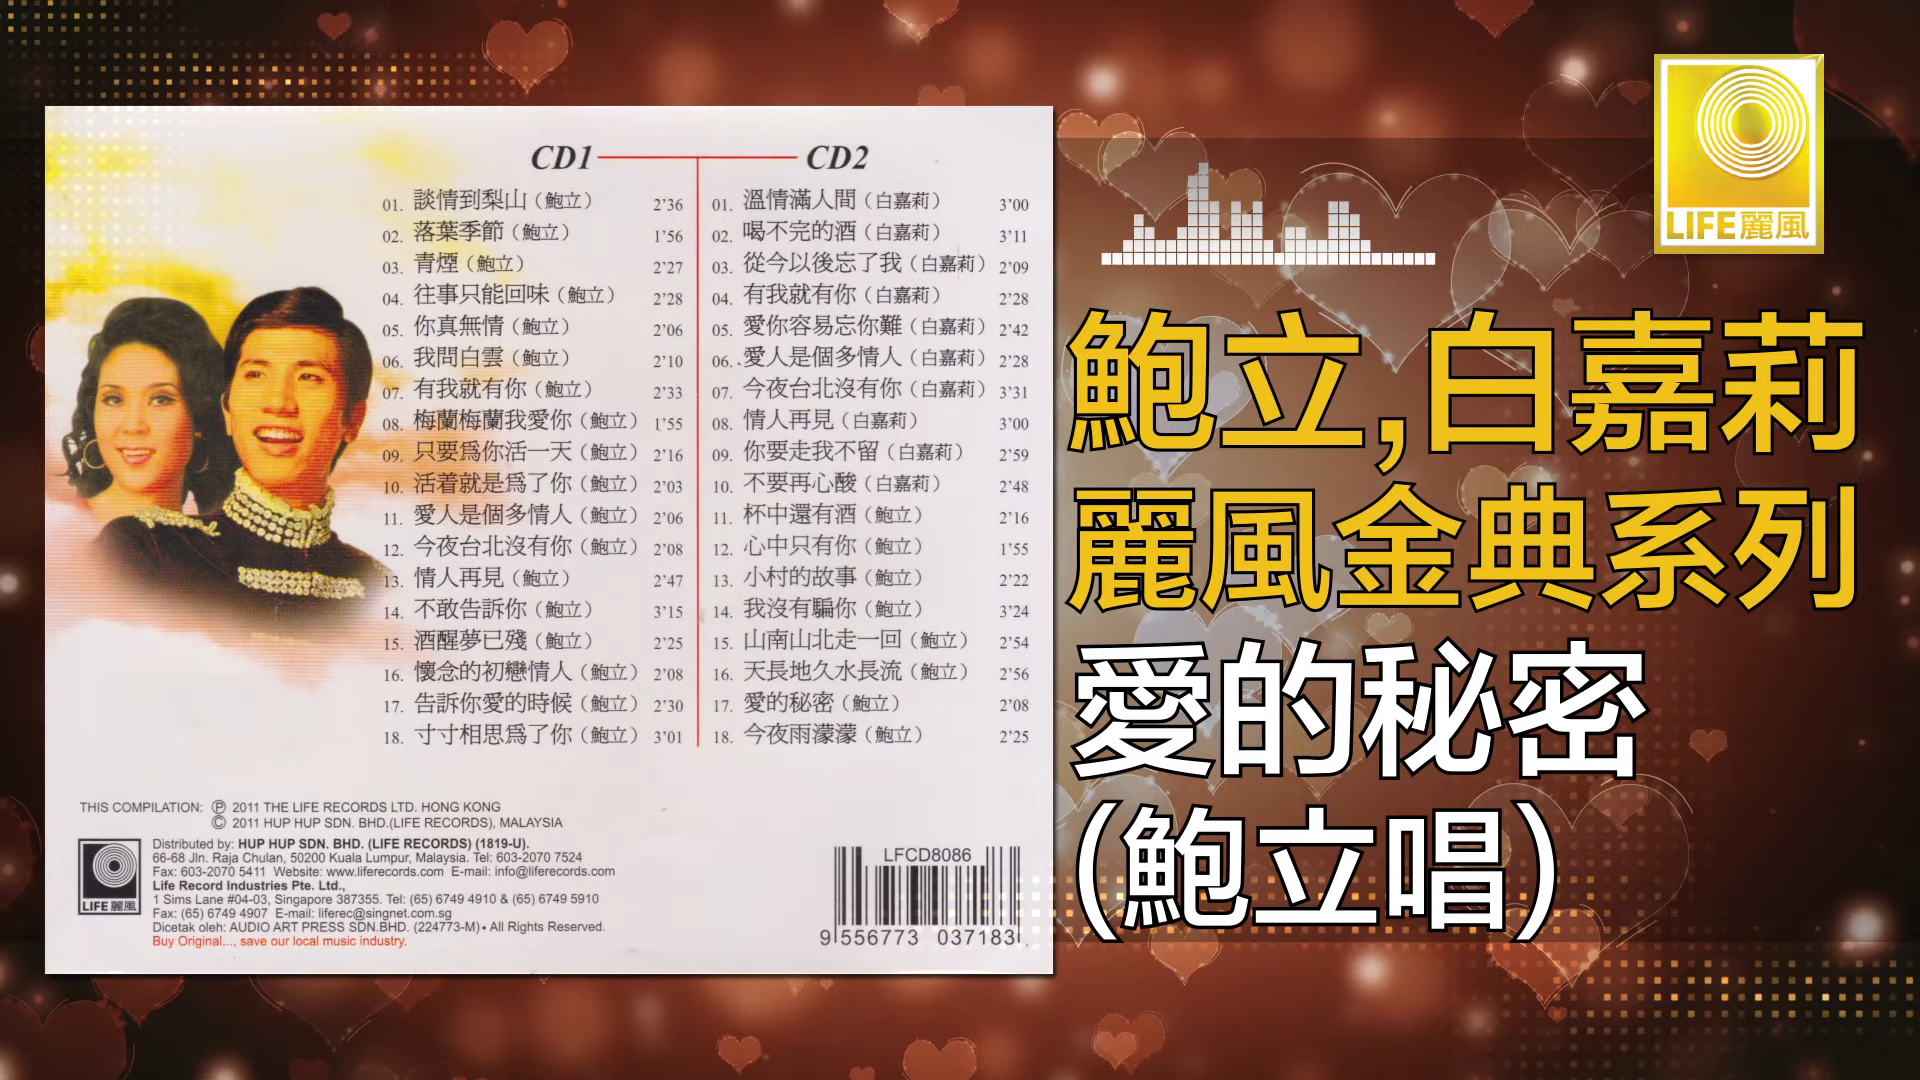 CD1
01. 談情到梨山（鮑立） 2’36
02. 落葉季節（鮑立） 1’56
03. 青煙（鮑立） 2’27
04. 往事只能回味（鮑立） 2’28
05. 你真無情（鮑立） 2’06
06. 我問白雲（鮑立） 2’10
07. 有我就有你（鮑立） 2’33
08. 梅蘭梅蘭我愛你（鮑立） 1’55
09. 只要爲你活一天（鮑立） 2’16
10. 活着就是爲了你（鮑立） 2’03
11. 愛人是個多情人（鮑立） 2’06
12. 今夜台北沒有你（鮑立） 2’08
13. 情人再見（鮑立） 2’47
14. 不敢告訴你（鮑立） 3’15
15. 酒醒夢已殘（鮑立） 2’25
16. 懷念的初戀情人（鮑立） 2’08
17. 告訴你愛的時候（鮑立） 2’30
18. 寸寸相思爲了你（鮑立） 3’01
CD2
01. 溫情滿人間（白嘉莉） 3’00
02. 喝不完的酒（白嘉莉） 3’11
03. 從今以後忘了我（白嘉莉） 2’09
04. 有我就有你（白嘉莉） 2’28
05. 愛你容易忘你難（白嘉莉） 2’42
06. 愛人是個多情人（白嘉莉） 2’28
07. 今夜台北沒有你（白嘉莉） 3’31
08. 情人再見（白嘉莉） 3’00
09. 你要走我不留（白嘉莉） 2’59
10. 不要再心酸（白嘉莉） 2’48
11. 杯中還有酒（鮑立） 2’16
12. 心中只有你（鮑立） 1’55
13. 小村的故事（鮑立） 2’22
14. 我沒有騙你（鮑立） 3’24
15. 山南山北走一回（鮑立） 2’54
16. 天長地久水長流（鮑立） 2’56
17. 愛的秘密（鮑立） 2’08
18. 今夜雨濛濛（鮑立） 2’25
THIS COMPILATION: Ⓟ 2011 THE LIFE RECORDS LTD. HONG KONG
© 2011 HUP HUP SDN. BHD.(LIFE RECORDS), MALAYSIA
LIFE 麗風
Distributed by: HUP HUP SDN. BHD. (LIFE RECORDS) (1819-U).
66-68 Jln. Raja Chulan, 50200 Kuala Lumpur, Malaysia. Tel: 603-2070 7524
Fax: 603-2070 5411 Website: www.liferecords.com E-mail: info@liferecords.com
Life Record Industries Pte. Ltd.,
1 Sims Lane #04-03, Singapore 387355. Tel: (65) 6749 4910 & (65) 6749 5910
Fax: (65) 6749 4907 E-mail: liferec@singnet.com.sg
Dicetak oleh: AUDIO ART PRESS SDN.BHD. (224773-M) • All Rights Reserved.
Buy Original..., save our local music industry.
LFCD8086
9 556773 037183
LIFE麗風
鮑立,白嘉莉
麗風金典系列
愛的秘密
(鮑立唱)